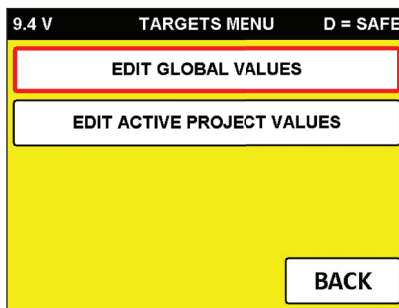 9.4 V TARGETS MENU D = SAFE
EDIT GLOBAL VALUES
EDIT ACTIVE PROJECT VALUES
BACK